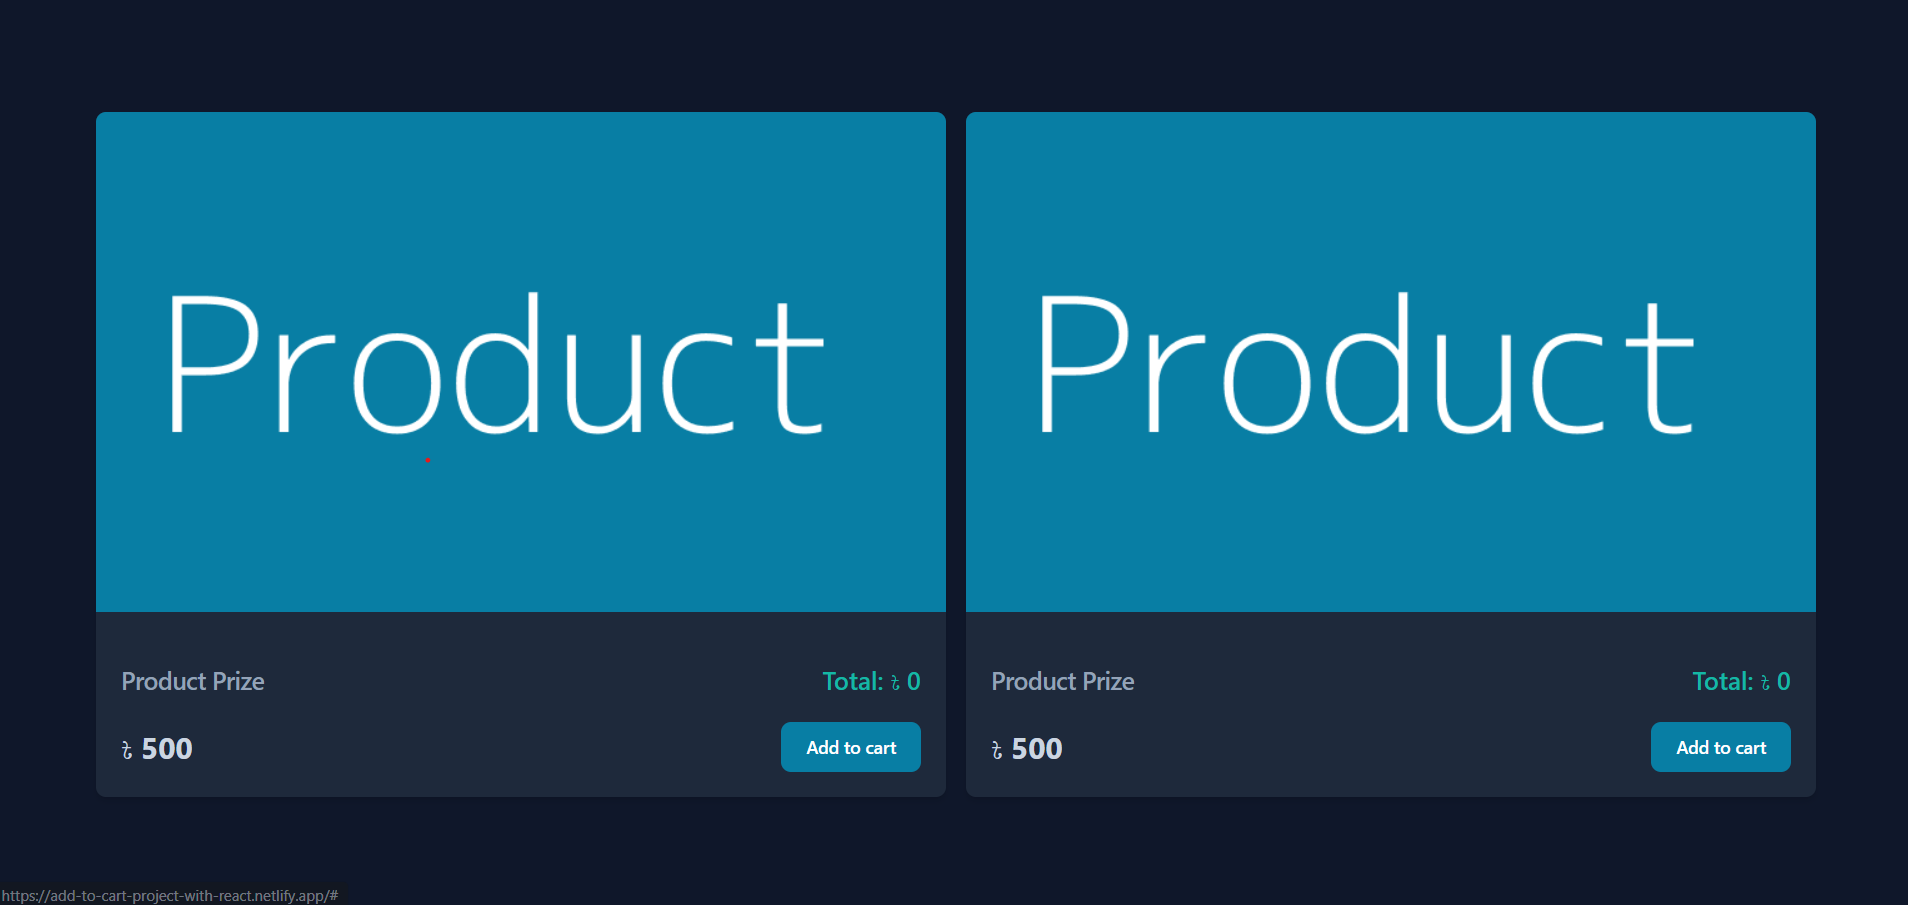 Product
Product Prize
Total: ৳ 0
৳ 500
Add to cart
Product
Product Prize
Total: ৳ 0
৳ 500
Add to cart
https://add-to-cart-project-with-react.netlify.app/#